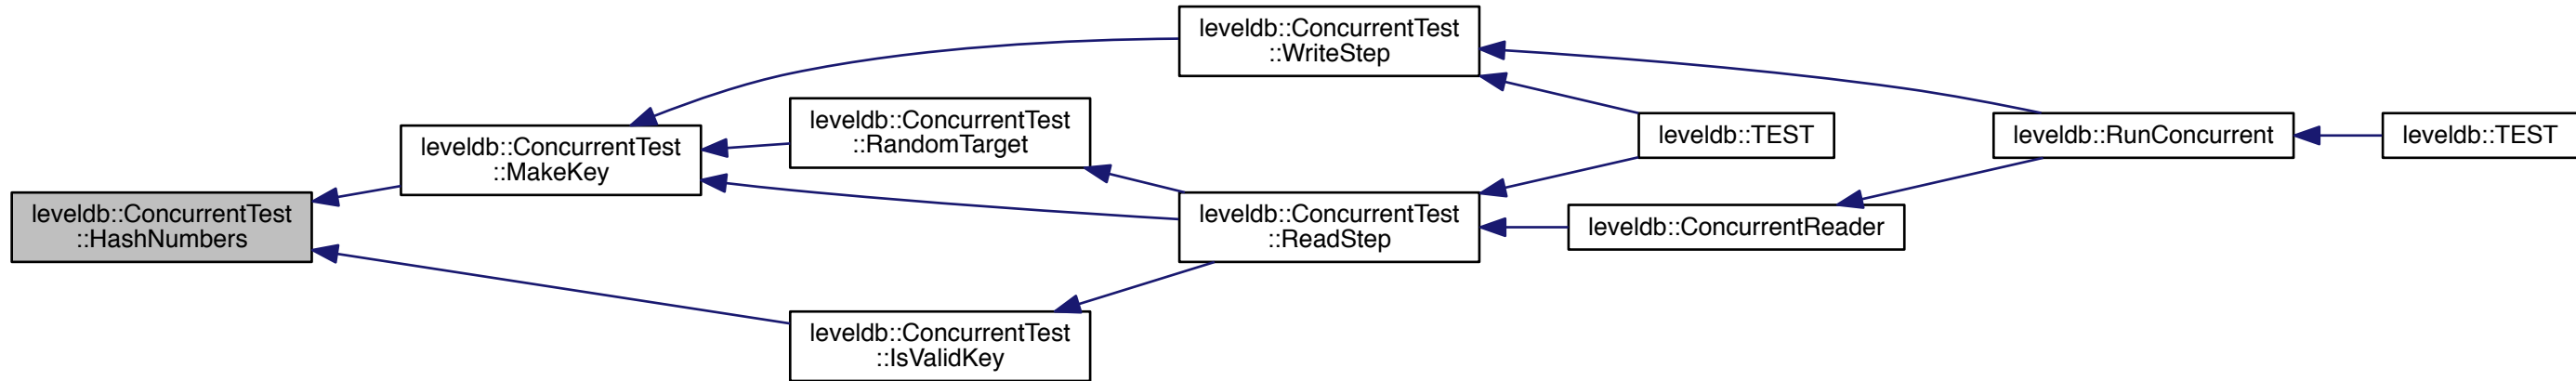 leveldb::ConcurrentTest
::HashNumbers
leveldb::ConcurrentTest
::MakeKey
leveldb::ConcurrentTest
::RandomTarget
leveldb::ConcurrentTest
::IsValidKey
leveldb::ConcurrentTest
::WriteStep
leveldb::ConcurrentTest
::ReadStep
leveldb::TEST
leveldb::ConcurrentReader
leveldb::RunConcurrent
leveldb::TEST